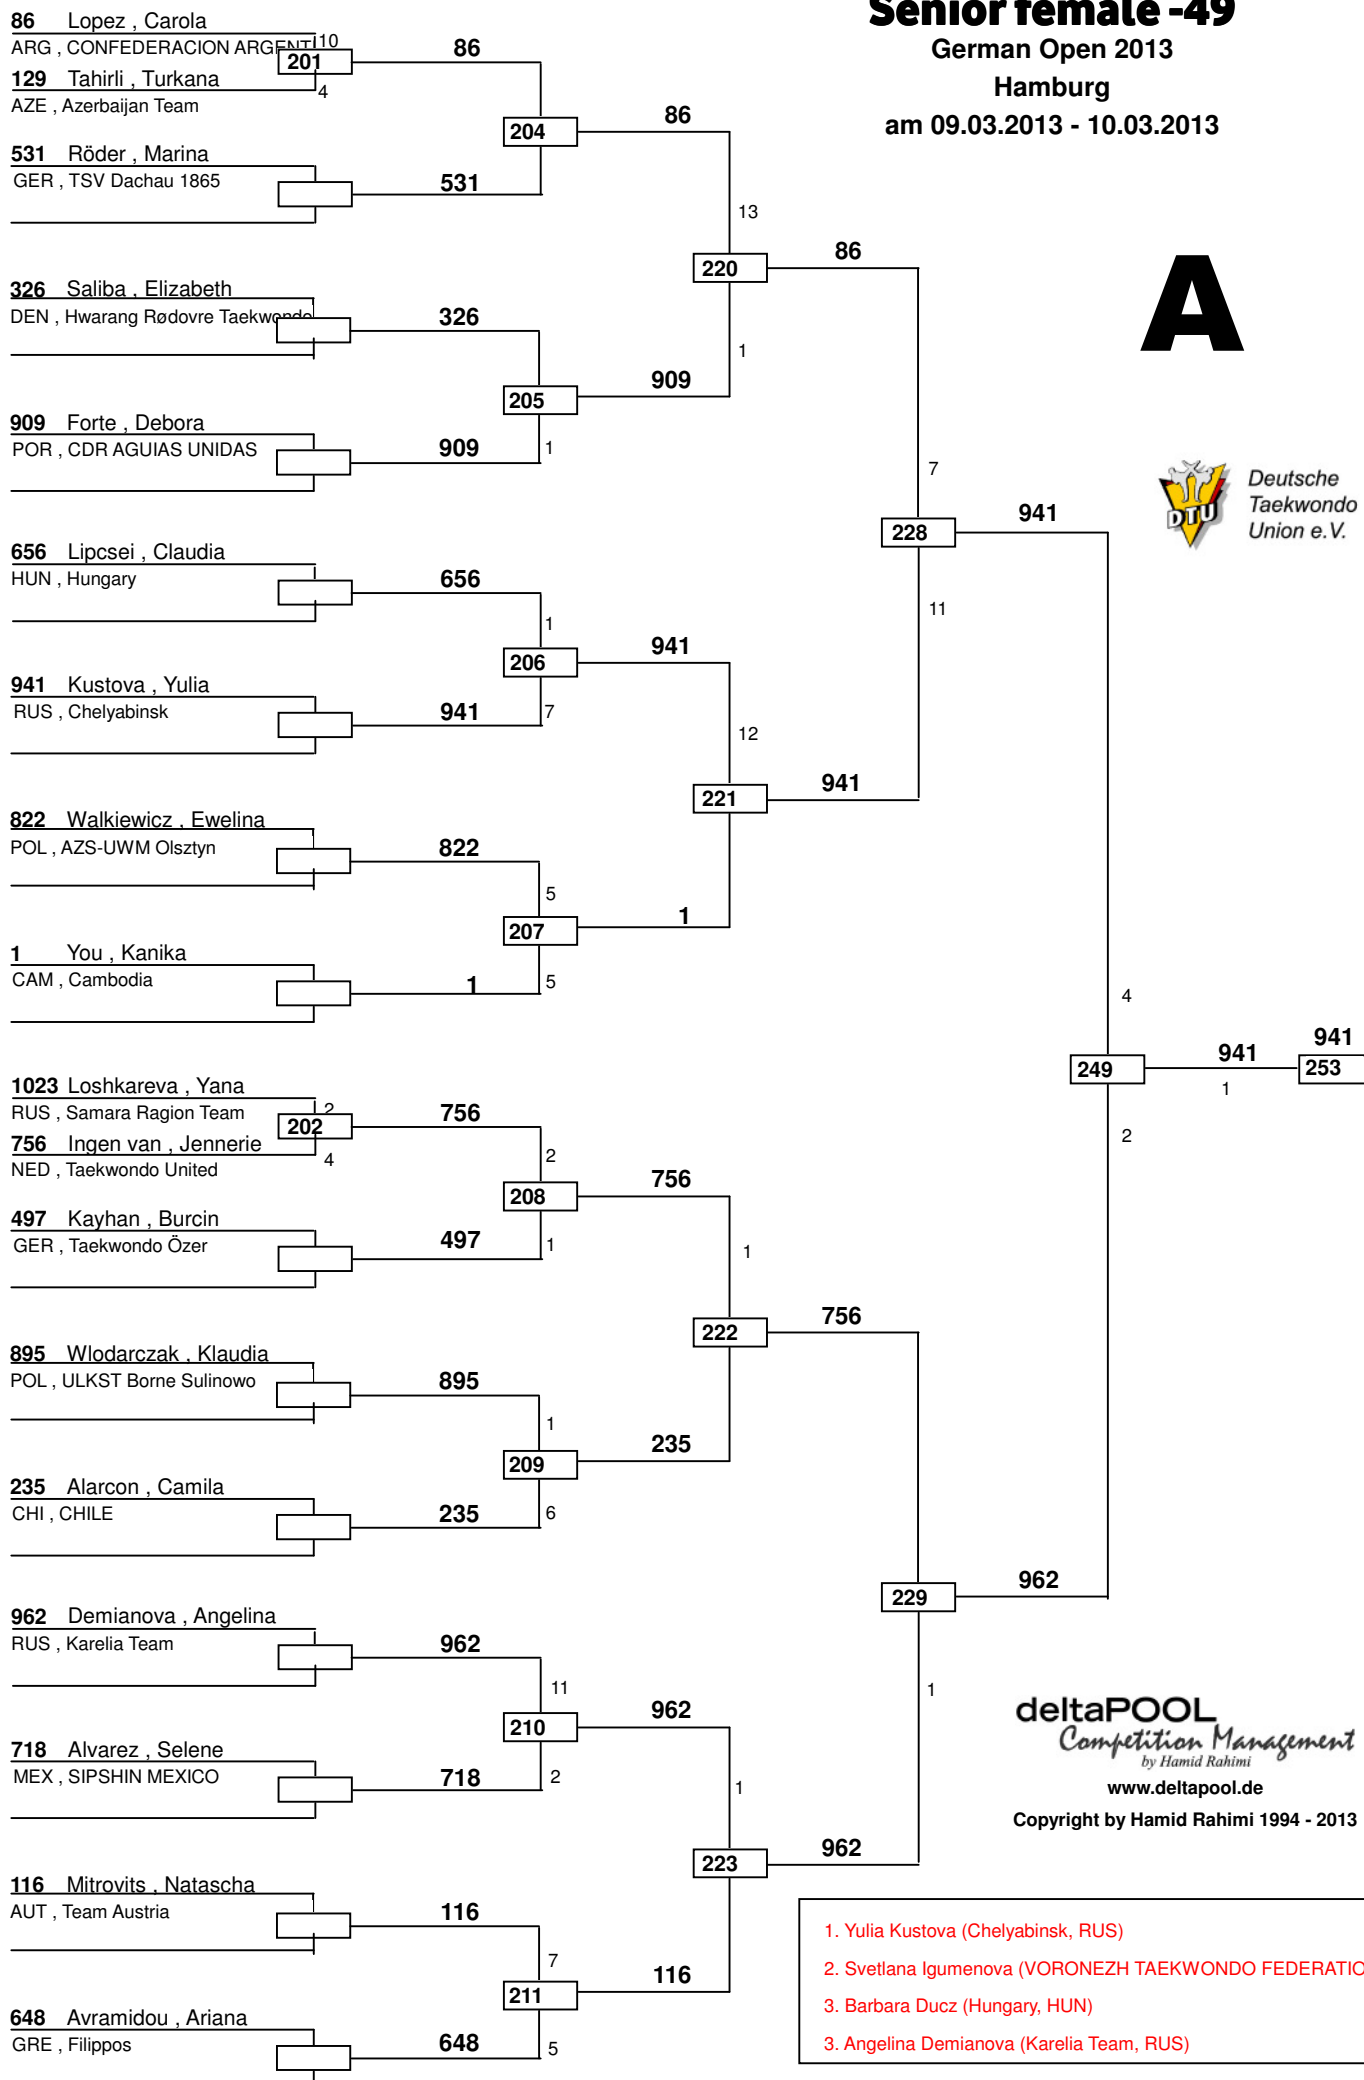 Senior female -49
German Open 2013
Hamburg
am 09.03.2013 - 10.03.2013
A
Deutsche
Taekwondo
Union e.V.
DTU
86 Lopez , Carola
ARG , CONFEDERACION ARGENTI
10
201
86
129 Tahirli , Turkana
4
AZE , Azerbaijan Team
204
86
531 Röder , Marina
GER , TSV Dachau 1865
531
13
220
86
326 Saliba , Elizabeth
DEN , Hwarang Rødovre Taekwondo
326
1
205
909
909 Forte , Debora
POR , CDR AGUIAS UNIDAS
909
1
7
228
941
656 Lipcsei , Claudia
HUN , Hungary
656
1
11
206
941
941 Kustova , Yulia
RUS , Chelyabinsk
941
7
12
221
941
822 Walkiewicz , Ewelina
POL , AZS-UWM Olsztyn
822
5
207
1
1 You , Kanika
CAM , Cambodia
1
5
4
249
941
1
941
253
2
1023 Loshkareva , Yana
RUS , Samara Ragion Team
2
202
756
756 Ingen van , Jennerie
4
NED , Taekwondo United
2
208
756
497 Kayhan , Burcin
GER , Taekwondo Özer
497
1
1
222
756
895 Wlodarczak , Klaudia
POL , ULKST Borne Sulinowo
895
1
209
235
235 Alarcon , Camila
CHI , CHILE
235
6
229
962
962 Demianova , Angelina
RUS , Karelia Team
962
11
1
210
962
718 Alvarez , Selene
MEX , SIPSHIN MEXICO
718
2
1
223
962
116 Mitrovits , Natascha
AUT , Team Austria
116
7
211
116
648 Avramidou , Ariana
GRE , Filippos
648
5
deltaPOOL
Competition Management
by Hamid Rahimi
www.deltapool.de
Copyright by Hamid Rahimi 1994 - 2013
1. Yulia Kustova (Chelyabinsk, RUS)
2. Svetlana Igumenova (VORONEZH TAEKWONDO FEDERATIO
3. Barbara Ducz (Hungary, HUN)
3. Angelina Demianova (Karelia Team, RUS)